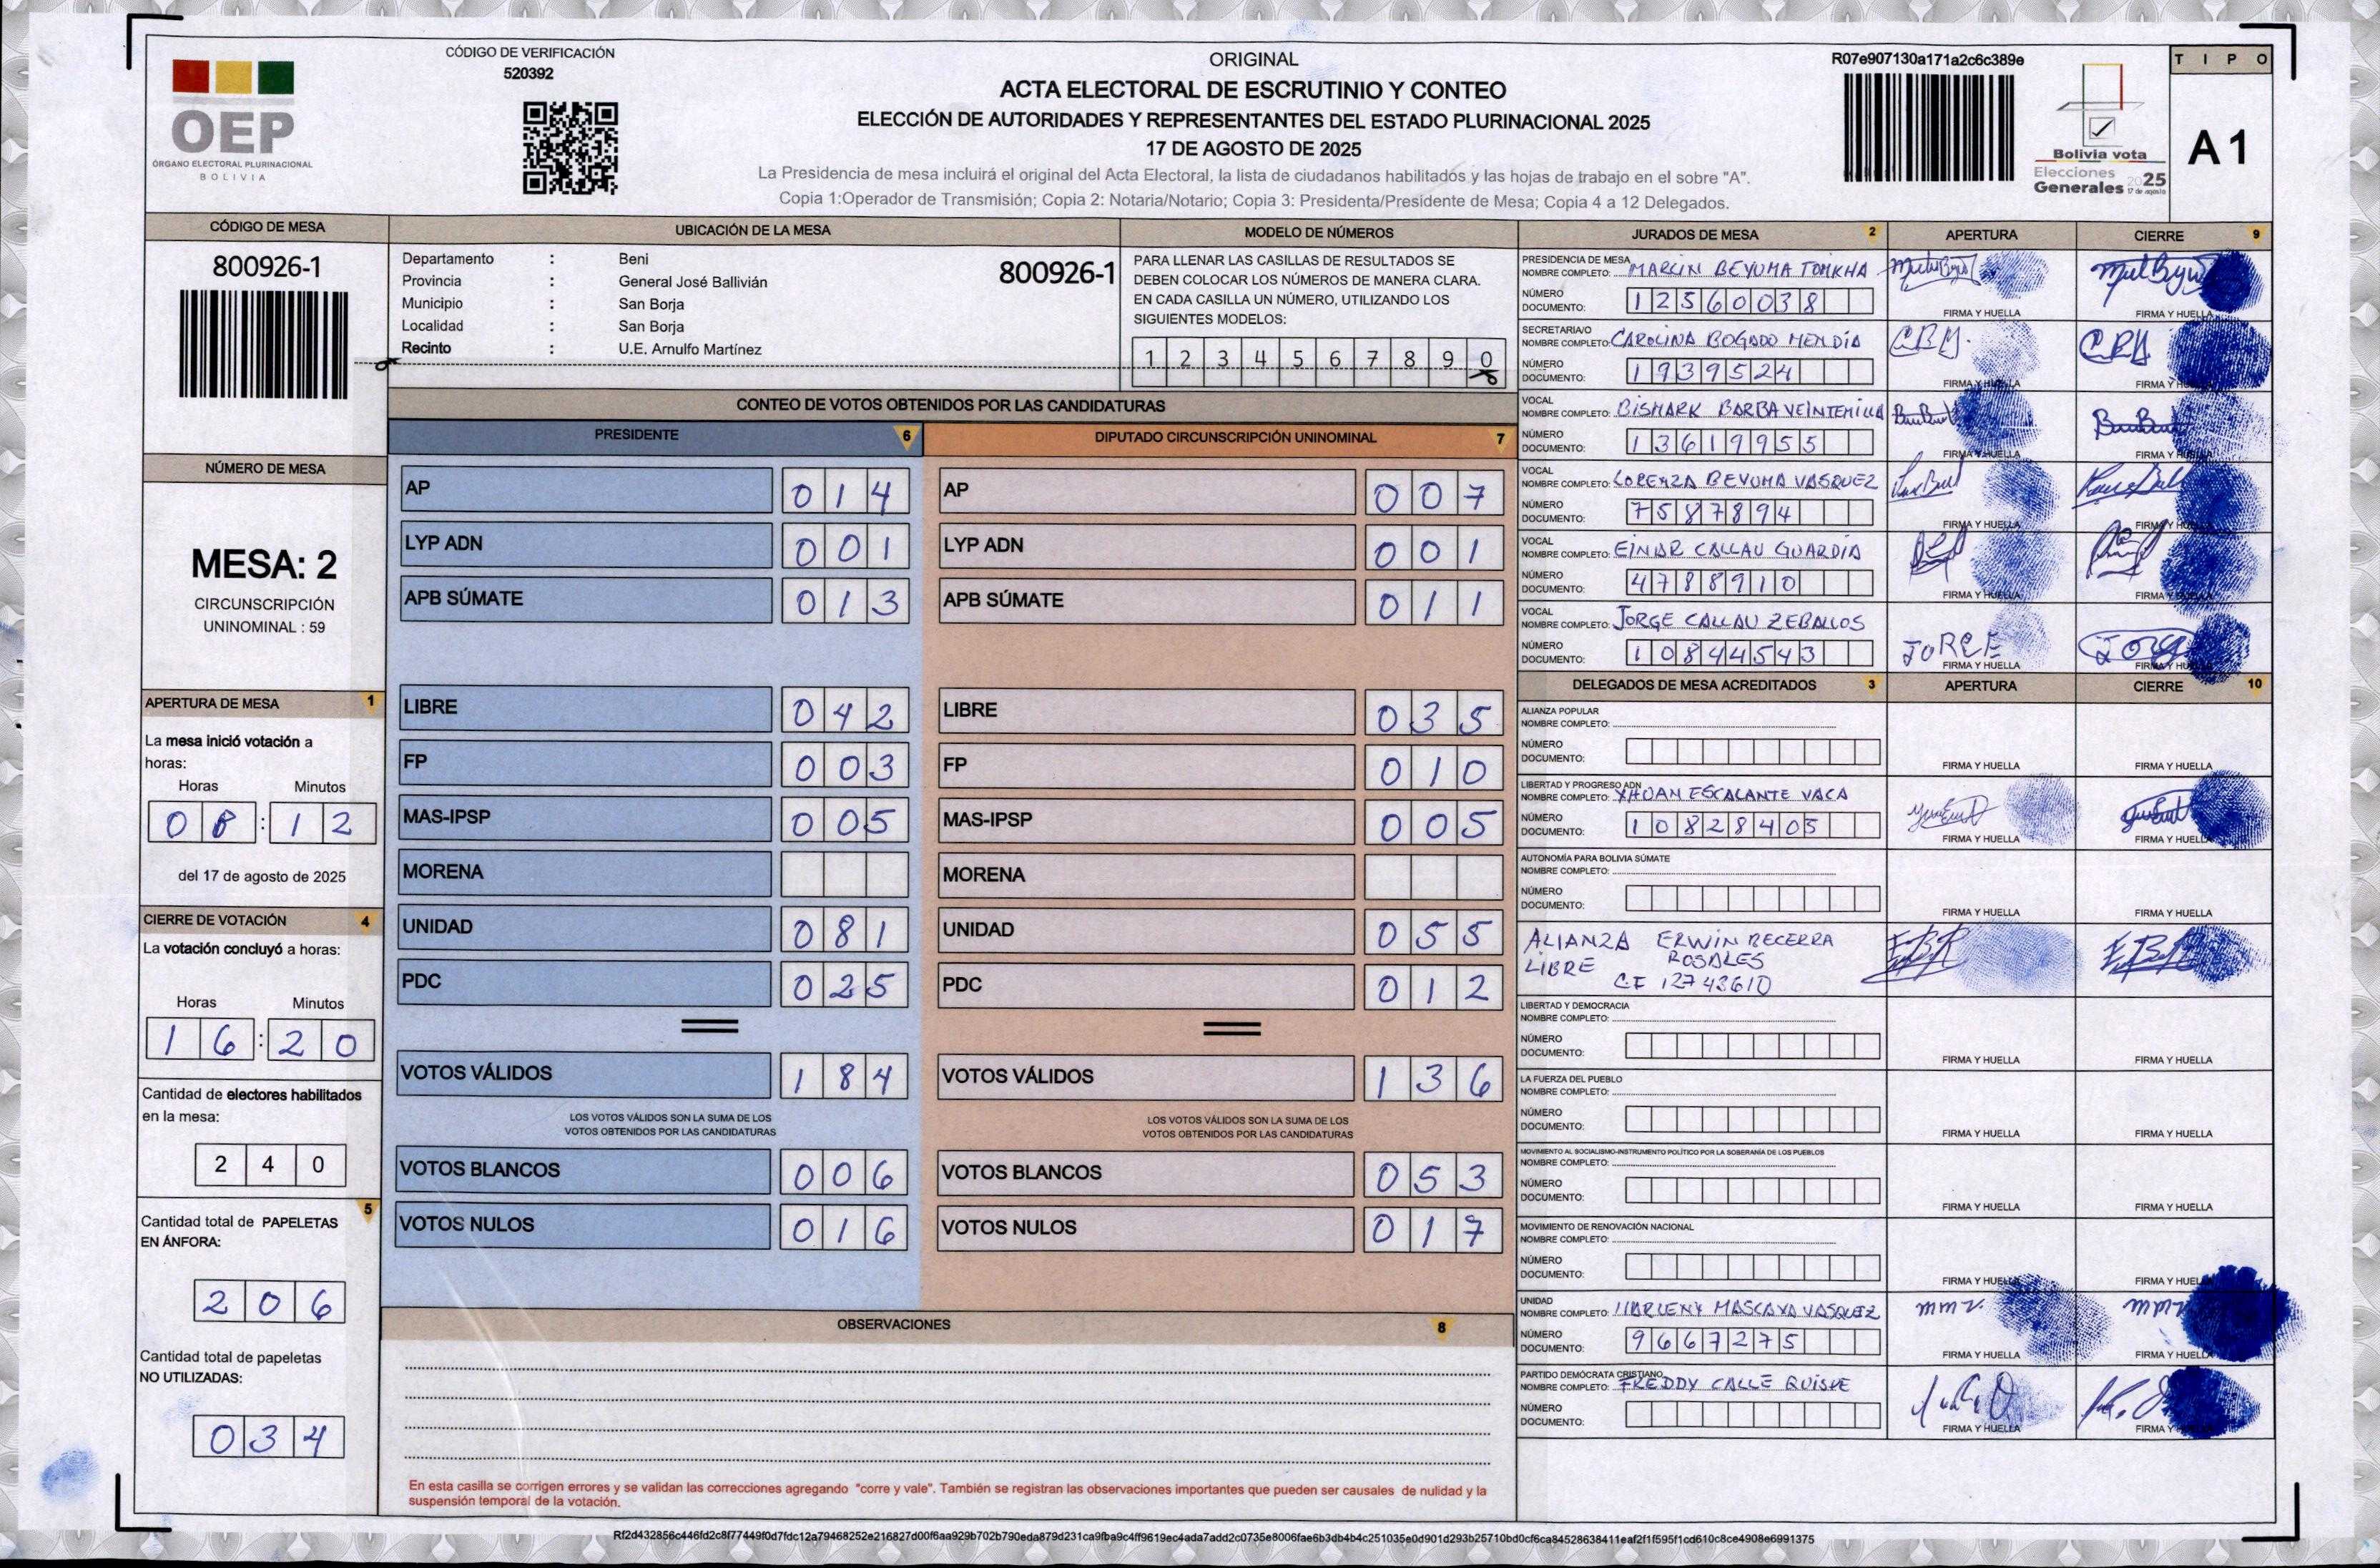 CÓDIGO DE VERIFICACIÓN
520392
OEP
ÓRGANO ELECTORAL PLURINACIONAL
BOLIVIA
ORIGINAL
ACTA ELECTORAL DE ESCRUTINIO Y CONTEO
ELECCIÓN DE AUTORIDADES Y REPRESENTANTES DEL ESTADO PLURINACIONAL 2025
17 DE AGOSTO DE 2025
La Presidencia de mesa incluirá el original del Acta Electoral, la lista de ciudadanos habilitados y las hojas de trabajo en el sobre "A".
Copia 1:Operador de Transmisión; Copia 2: Notaria/Notario; Copia 3: Presidenta/Presidente de Mesa; Copia 4 a 12 Delegados.
R07e907130a171a2c6c389e
Bolivia vota
Elecciones
Generales 2025
17 de agosto
TIPO
A1
CÓDIGO DE MESA
800926-1
NÚMERO DE MESA
MESA: 2
CIRCUNSCRIPCIÓN
UNINOMINAL : 59
APERTURA DE MESA 1
La mesa inició votación a
horas:
Horas Minutos
08:12
del 17 de agosto de 2025
CIERRE DE VOTACIÓN 4
La votación concluyó a horas:
Horas Minutos
16:20
Cantidad de electores habilitados
en la mesa:
240
5
Cantidad total de PAPELETAS
EN ÁNFORA:
206
Cantidad total de papeletas
NO UTILIZADAS:
034
UBICACIÓN DE LA MESA
Departamento : Beni
800926-1
Provincia : General José Ballivián
Municipio : San Borja
Localidad : San Borja
Recinto : U.E. Arnulfo Martínez
MODELO DE NÚMEROS
PARA LLENAR LAS CASILLAS DE RESULTADOS SE
DEBEN COLOCAR LOS NÚMEROS DE MANERA CLARA.
EN CADA CASILLA UN NÚMERO, UTILIZANDO LOS
SIGUIENTES MODELOS:
1 2 3 4 5 6 7 8 9 0
CONTEO DE VOTOS OBTENIDOS POR LAS CANDIDATURAS
PRESIDENTE 6
AP 014
LYP ADN 001
APB SÚMATE 013
LIBRE 042
FP 003
MAS-IPSP 005
MORENA
UNIDAD 081
PDC 025
VOTOS VÁLIDOS 184
LOS VOTOS VÁLIDOS SON LA SUMA DE LOS
VOTOS OBTENIDOS POR LAS CANDIDATURAS
VOTOS BLANCOS 006
VOTOS NULOS 016
DIPUTADO CIRCUNSCRIPCIÓN UNINOMINAL 7
AP 007
LYP ADN 001
APB SÚMATE 011
LIBRE 035
FP 010
MAS-IPSP 005
MORENA
UNIDAD 055
PDC 012
VOTOS VÁLIDOS 136
LOS VOTOS VÁLIDOS SON LA SUMA DE LOS
VOTOS OBTENIDOS POR LAS CANDIDATURAS
VOTOS BLANCOS 053
VOTOS NULOS 017
OBSERVACIONES 8
En esta casilla se corrigen errores y se validan las correcciones agregando "corre y vale". También se registran las observaciones importantes que pueden ser causales de nulidad y la
suspensión temporal de la votación.
JURADOS DE MESA 2 APERTURA CIERRE 9
PRESIDENCIA DE MESA
NOMBRE COMPLETO: MARLIN BEYUMA TOMKHA
NÚMERO
DOCUMENTO: 12560038
FIRMA Y HUELLA FIRMA Y HUELLA
SECRETARIA/O
NOMBRE COMPLETO: CAROLINA BOGADO MENDÍA
CBM. CRM
NÚMERO
DOCUMENTO: 1939524
FIRMA Y HUELLA FIRMA Y HUELLA
VOCAL
NOMBRE COMPLETO: BISMARK BARBA VEINTEMILLA
NÚMERO
DOCUMENTO: 13619955
FIRMA Y HUELLA FIRMA Y HUELLA
VOCAL
NOMBRE COMPLETO: LORENZA BEYUMA VASQUEZ
NÚMERO
DOCUMENTO: 7587894
FIRMA Y HUELLA FIRMA Y HUELLA
VOCAL
NOMBRE COMPLETO: EINAR CALLAU GUARDIA
NÚMERO
DOCUMENTO: 4788910
FIRMA Y HUELLA FIRMA Y HUELLA
VOCAL
NOMBRE COMPLETO: JORGE CALLAU ZEBALLOS
NÚMERO
DOCUMENTO: 10844543
JORGE
FIRMA Y HUELLA FIRMA Y HUELLA
DELEGADOS DE MESA ACREDITADOS 3 APERTURA CIERRE 10
ALIANZA POPULAR
NOMBRE COMPLETO:
NÚMERO
DOCUMENTO:
FIRMA Y HUELLA FIRMA Y HUELLA
LIBERTAD Y PROGRESO ADN
NOMBRE COMPLETO: XHOAN ESCALANTE VACA
NÚMERO
DOCUMENTO: 10828405
FIRMA Y HUELLA FIRMA Y HUELLA
AUTONOMÍA PARA BOLIVIA SÚMATE
NOMBRE COMPLETO:
NÚMERO
DOCUMENTO:
FIRMA Y HUELLA FIRMA Y HUELLA
ALIANZA ERWIN BECERRA
LIBRE ROSALES
CE 12743610
EBR EBR
LIBERTAD Y DEMOCRACIA
NOMBRE COMPLETO:
NÚMERO
DOCUMENTO:
FIRMA Y HUELLA FIRMA Y HUELLA
LA FUERZA DEL PUEBLO
NOMBRE COMPLETO:
NÚMERO
DOCUMENTO:
FIRMA Y HUELLA FIRMA Y HUELLA
MOVIMIENTO AL SOCIALISMO-INSTRUMENTO POLÍTICO POR LA SOBERANÍA DE LOS PUEBLOS
NOMBRE COMPLETO:
NÚMERO
DOCUMENTO:
FIRMA Y HUELLA FIRMA Y HUELLA
MOVIMIENTO DE RENOVACIÓN NACIONAL
NOMBRE COMPLETO:
NÚMERO
DOCUMENTO:
FIRMA Y HUELLA FIRMA Y HUELLA
UNIDAD
NOMBRE COMPLETO: MARLENY MASCAYA VASQUEZ
mmv.
NÚMERO
DOCUMENTO: 9667275
FIRMA Y HUELLA FIRMA Y HUELLA
PARTIDO DEMÓCRATA CRISTIANO
NOMBRE COMPLETO: FREDDY CALLE QUISPE
NÚMERO
DOCUMENTO:
FIRMA Y HUELLA FIRMA Y HUELLA